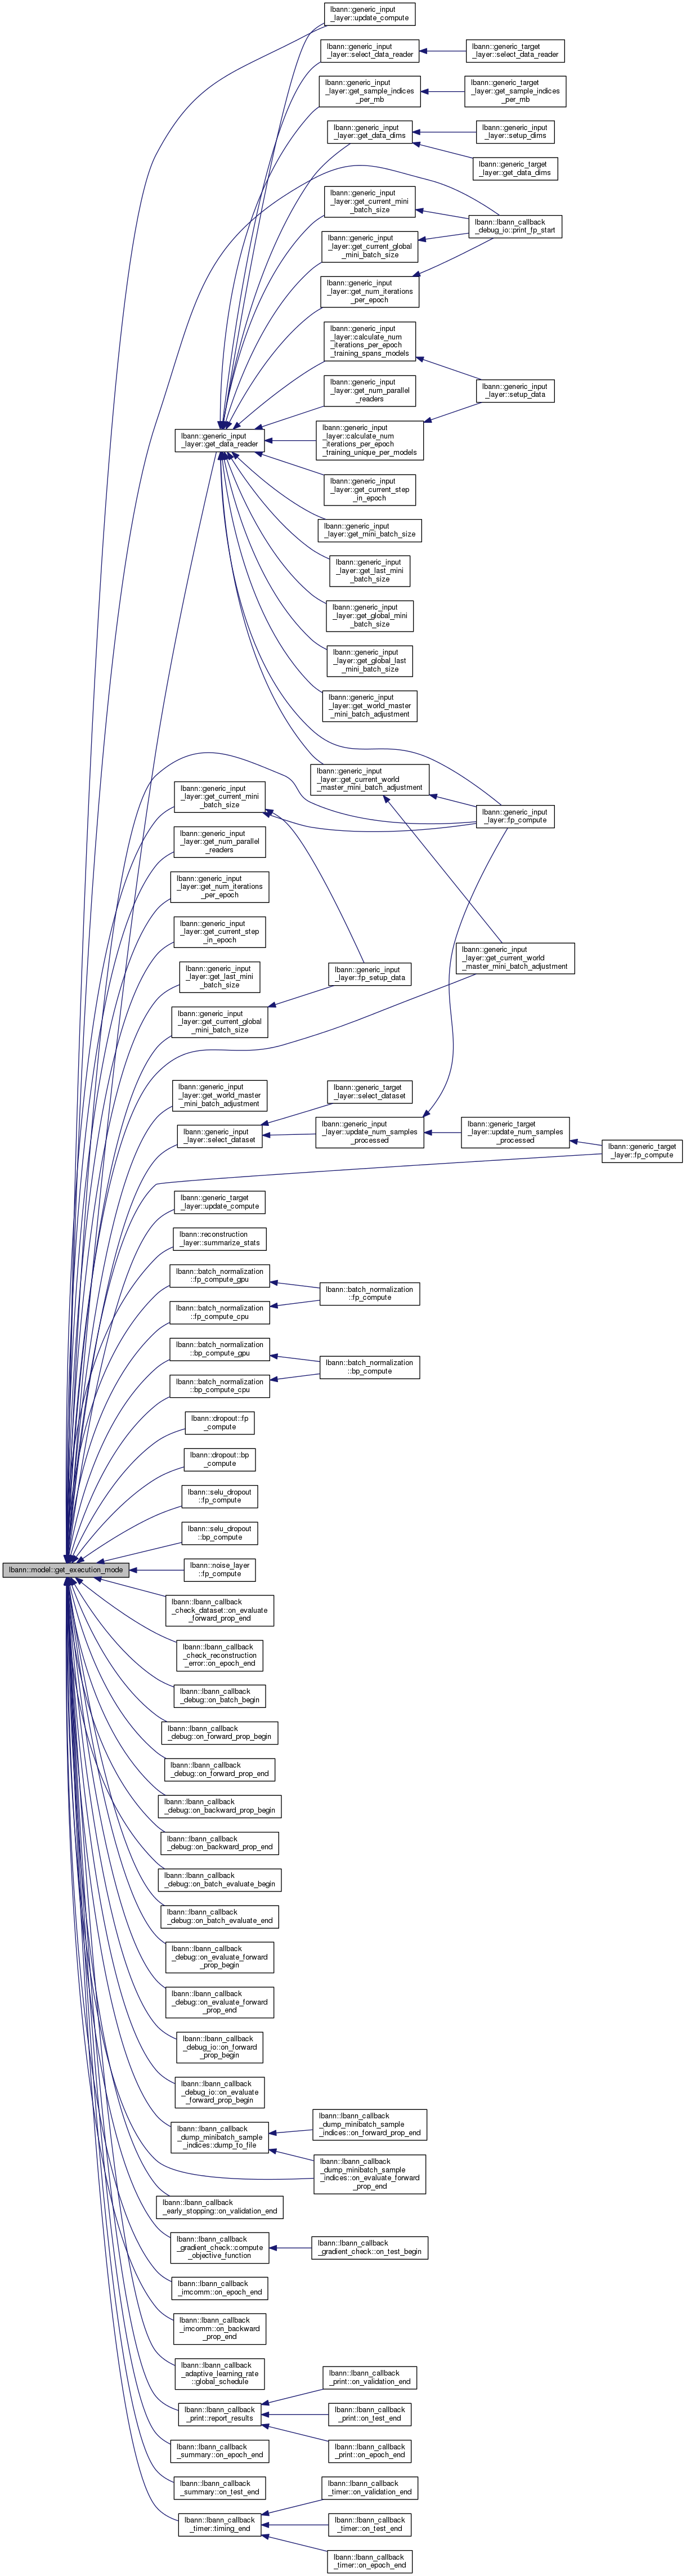 lbann::generic_input
_layer::update_compute
lbann::generic_input
_layer::select_data_reader
lbann::generic_target
_layer::select_data_reader
lbann::generic_input
_layer::get_sample_indices
_per_mb
lbann::generic_target
_layer::get_sample_indices
_per_mb
lbann::generic_input
_layer::get_data_dims
lbann::generic_input
_layer::setup_dims
lbann::generic_target
_layer::get_data_dims
lbann::generic_input
_layer::get_current_mini
_batch_size
lbann::lbann_callback
_debug_io::print_fp_start
lbann::generic_input
_layer::get_current_global
_mini_batch_size
lbann::generic_input
_layer::get_num_iterations
_per_epoch
lbann::generic_input
_layer::calculate_num
_iterations_per_epoch
_training_spans_models
lbann::generic_input
_layer::setup_data
lbann::generic_input
_layer::get_num_parallel
_readers
lbann::generic_input
_layer::get_data_reader
lbann::generic_input
_layer::calculate_num
_iterations_per_epoch
_training_unique_per_models
lbann::generic_input
_layer::get_current_step
_in_epoch
lbann::generic_input
_layer::get_mini_batch_size
lbann::generic_input
_layer::get_last_mini
_batch_size
lbann::generic_input
_layer::get_global_mini
_batch_size
lbann::generic_input
_layer::get_global_last
_mini_batch_size
lbann::generic_input
_layer::get_world_master
_mini_batch_adjustment
lbann::generic_input
_layer::get_current_world
_master_mini_batch_adjustment
lbann::generic_input
_layer::get_current_mini
_batch_size
lbann::generic_input
_layer::fp_compute
lbann::generic_input
_layer::get_num_parallel
_readers
lbann::generic_input
_layer::get_num_iterations
_per_epoch
lbann::generic_input
_layer::get_current_step
_in_epoch
lbann::generic_input
_layer::get_current_world
_master_mini_batch_adjustment
lbann::generic_input
_layer::get_last_mini
_batch_size
lbann::generic_input
_layer::fp_setup_data
lbann::generic_input
_layer::get_current_global
_mini_batch_size
lbann::generic_input
_layer::get_world_master
_mini_batch_adjustment
lbann::generic_target
_layer::select_dataset
lbann::generic_input
_layer::select_dataset
lbann::generic_input
_layer::update_num_samples
_processed
lbann::generic_target
_layer::update_num_samples
_processed
lbann::generic_target
_layer::fp_compute
lbann::generic_target
_layer::update_compute
lbann::reconstruction
_layer::summarize_stats
lbann::batch_normalization
::fp_compute_gpu
lbann::batch_normalization
::fp_compute
lbann::batch_normalization
::fp_compute_cpu
lbann::batch_normalization
::bp_compute_gpu
lbann::batch_normalization
::bp_compute
lbann::batch_normalization
::bp_compute_cpu
lbann::dropout::fp
_compute
lbann::dropout::bp
_compute
lbann::selu_dropout
::fp_compute
lbann::selu_dropout
::bp_compute
lbann::model::get_execution_mode
lbann::noise_layer
::fp_compute
lbann::lbann_callback
_check_dataset::on_evaluate
_forward_prop_end
lbann::lbann_callback
_check_reconstruction
_error::on_epoch_end
lbann::lbann_callback
_debug::on_batch_begin
lbann::lbann_callback
_debug::on_forward_prop_begin
lbann::lbann_callback
_debug::on_forward_prop_end
lbann::lbann_callback
_debug::on_backward_prop_begin
lbann::lbann_callback
_debug::on_backward_prop_end
lbann::lbann_callback
_debug::on_batch_evaluate_begin
lbann::lbann_callback
_debug::on_batch_evaluate_end
lbann::lbann_callback
_debug::on_evaluate_forward
_prop_begin
lbann::lbann_callback
_debug::on_evaluate_forward
_prop_end
lbann::lbann_callback
_debug_io::on_forward
_prop_begin
lbann::lbann_callback
_debug_io::on_evaluate
_forward_prop_begin
lbann::lbann_callback
_dump_minibatch_sample
_indices::dump_to_file
lbann::lbann_callback
_dump_minibatch_sample
_indices::on_forward_prop_end
lbann::lbann_callback
_dump_minibatch_sample
_indices::on_evaluate_forward
_prop_end
lbann::lbann_callback
_early_stopping::on_validation_end
lbann::lbann_callback
_gradient_check::compute
_objective_function
lbann::lbann_callback
_gradient_check::on_test_begin
lbann::lbann_callback
_imcomm::on_epoch_end
lbann::lbann_callback
_imcomm::on_backward
_prop_end
lbann::lbann_callback
_adaptive_learning_rate
::global_schedule
lbann::lbann_callback
_print::on_validation_end
lbann::lbann_callback
_print::report_results
lbann::lbann_callback
_print::on_test_end
lbann::lbann_callback
_print::on_epoch_end
lbann::lbann_callback
_summary::on_epoch_end
lbann::lbann_callback
_summary::on_test_end
lbann::lbann_callback
_timer::on_validation_end
lbann::lbann_callback
_timer::timing_end
lbann::lbann_callback
_timer::on_test_end
lbann::lbann_callback
_timer::on_epoch_end